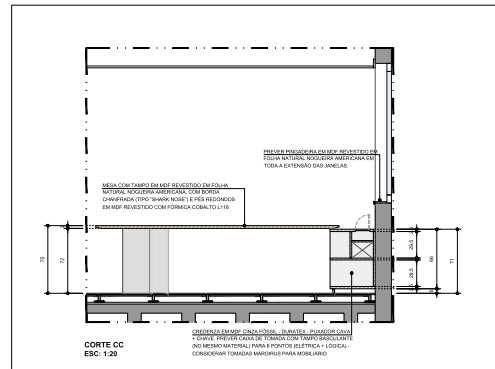 PREVER PINGADEIRA EM MDF REVESTIDO EM
FOLHA NATURAL NOGUEIRA AMERICANA EM
TODA A EXTENSÃO DAS JANELAS.
MESA COM TAMPO EM MDF REVESTIDO EM FOLHA
NATURAL NOGUEIRA AMERICANA, COM BORDA
CHANFRADA (TIPO "SHARK NOSE") E PÉS REDONDOS
EM MDF REVESTIDO COM FÓRMICA COBALTO L118
76
72
29.5
29.5
66
71
CREDENZA EM MDF CINZA FÓSSIL - DURATEX - PUXADOR CAVA
+ CHAVE. PREVER CAIXA DE TOMADA COM TAMPO BASCULANTE
(NO MESMO MATERIAL) PARA 6 PONTOS (ELÉTRICA + LÓGICA) -
CONSIDERAR TOMADAS MARGIRUS PARA MOBILIÁRIO
CORTE CC
ESC: 1:20